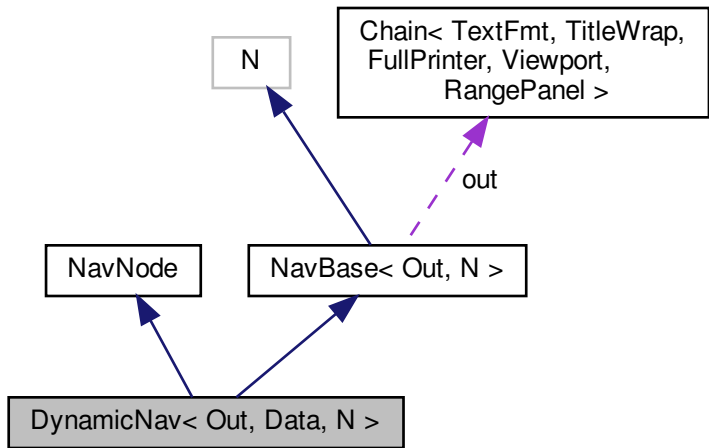 Chain< TextFmt, TitleWrap,
FullPrinter, Viewport,
RangePanel >
N
out
NavNode
NavBase< Out, N >
DynamicNav< Out, Data, N >